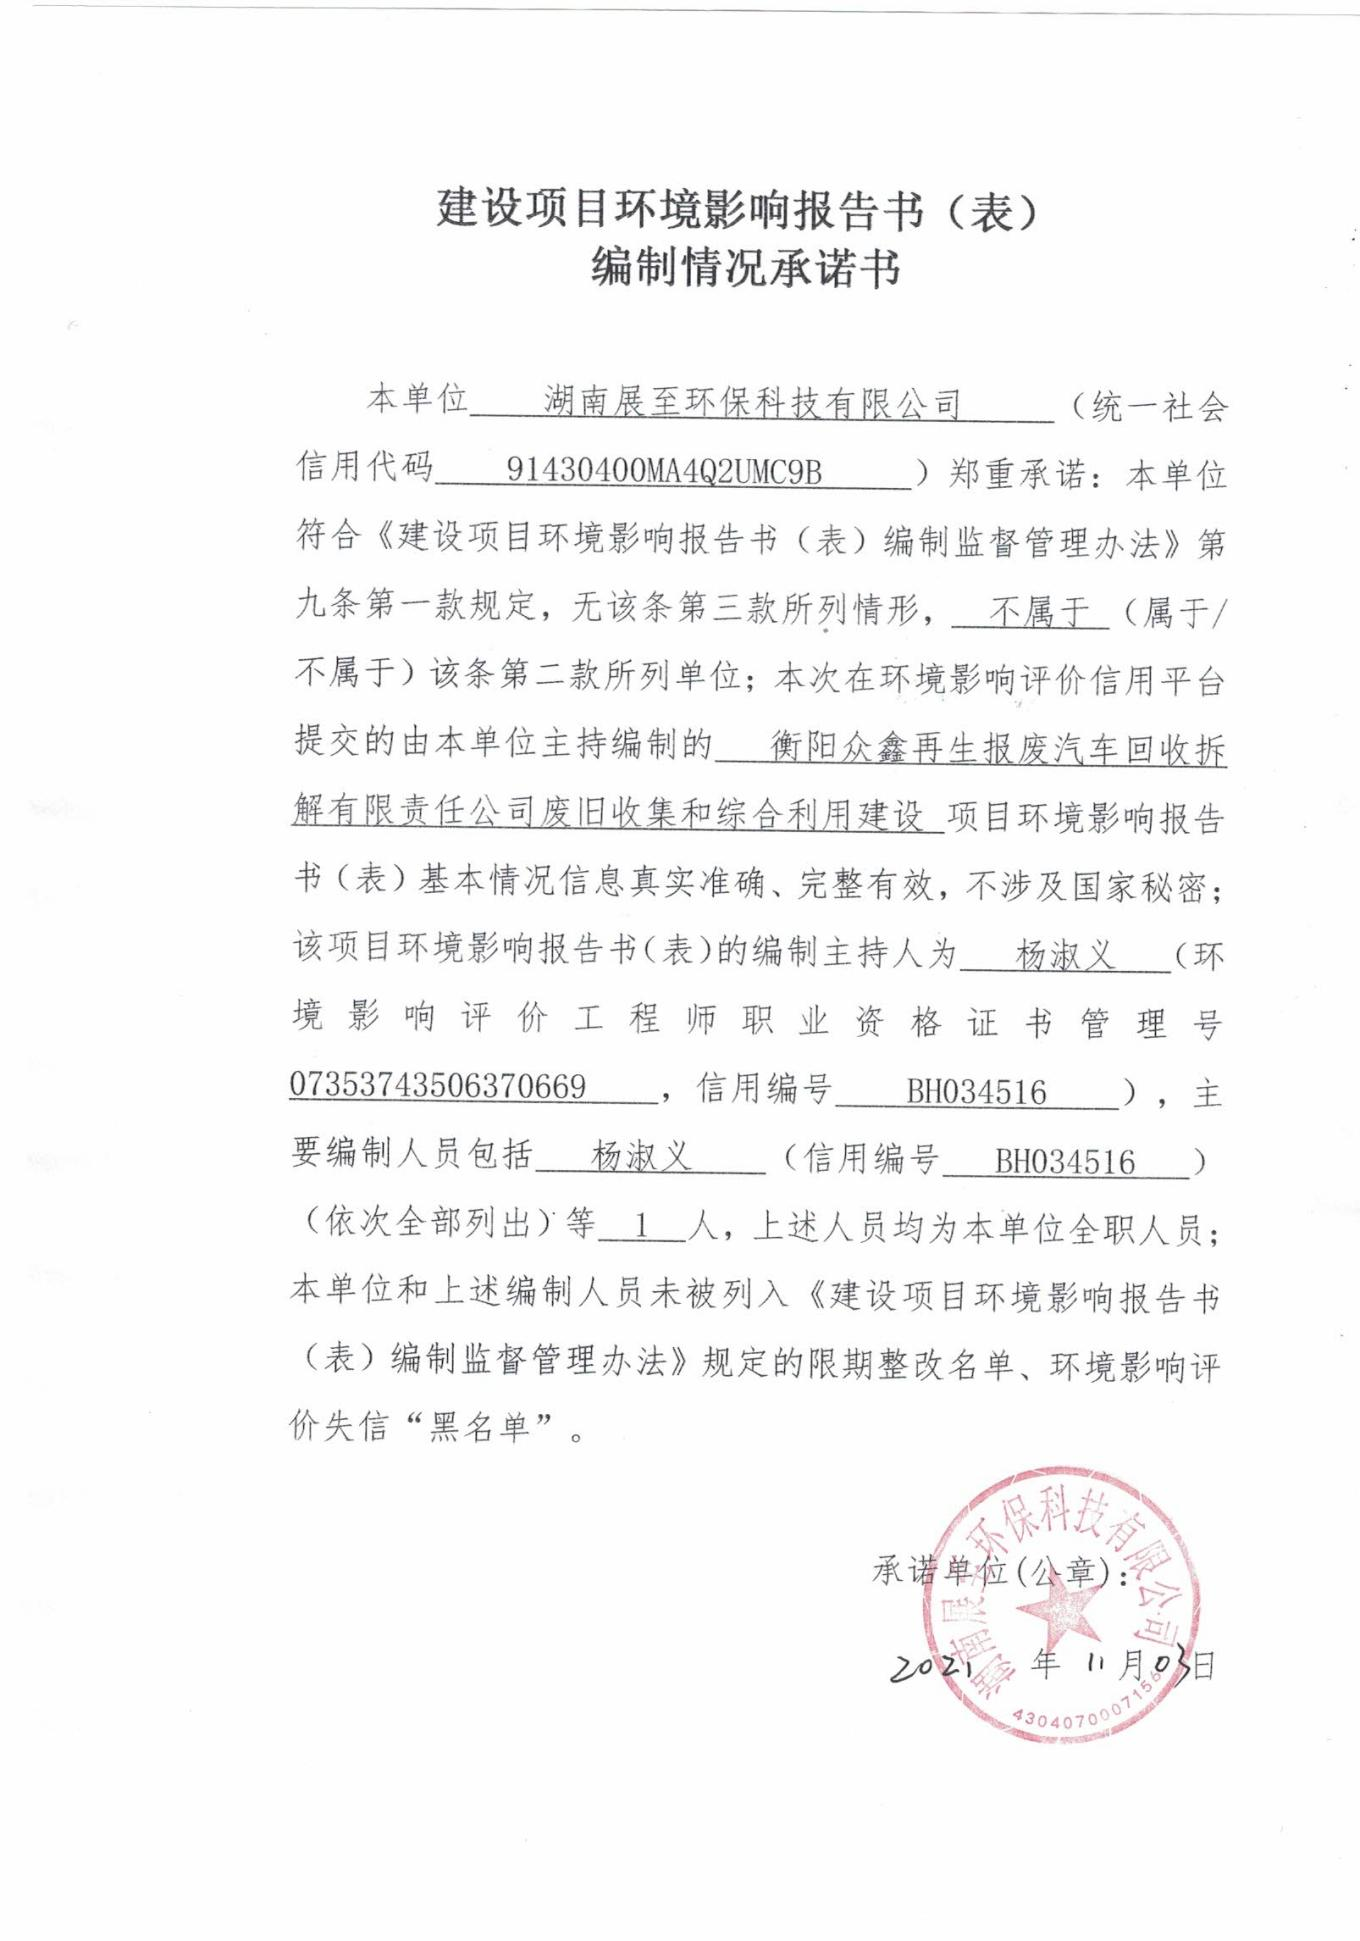 建设项目环境影响报告书（表）
编制情况承诺书
本单位 湖南展至环保科技有限公司 （统一社会
信用代码 91430400MA4Q2UMC9B ）郑重承诺：本单位
符合《建设项目环境影响报告书（表）编制监督管理办法》第
九条第一款规定，无该条第三款所列情形， 不属于 （属于/
不属于）该条第二款所列单位；本次在环境影响评价信用平台
提交的由本单位主持编制的 衡阳众鑫再生报废汽车回收拆
解有限责任公司废旧收集和综合利用建设 项目环境影响报告
书（表）基本情况信息真实准确、完整有效，不涉及国家秘密；
该项目环境影响报告书（表）的编制主持人为 杨淑义 （环
境影响评价工程师职业资格证书管理号
07353743506370669 ，信用编号 BH034516 ），主
要编制人员包括 杨淑义 （信用编号 BH034516 ）
（依次全部列出）等 1 人，上述人员均为本单位全职人员；
本单位和上述编制人员未被列入《建设项目环境影响报告书
（表）编制监督管理办法》规定的限期整改名单、环境影响评
价失信“黑名单”。
湖南展至环保科技有限公司
承诺单位(公章)：
2021 年 11 月 03 日
4304070007156